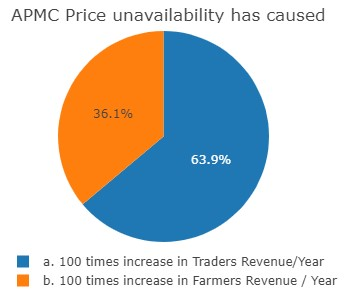 APMC Price unavailability has caused
36.1%
63.9%
a. 100 times increase in Traders Revenue/Year
b. 100 times increase in Farmers Revenue / Year